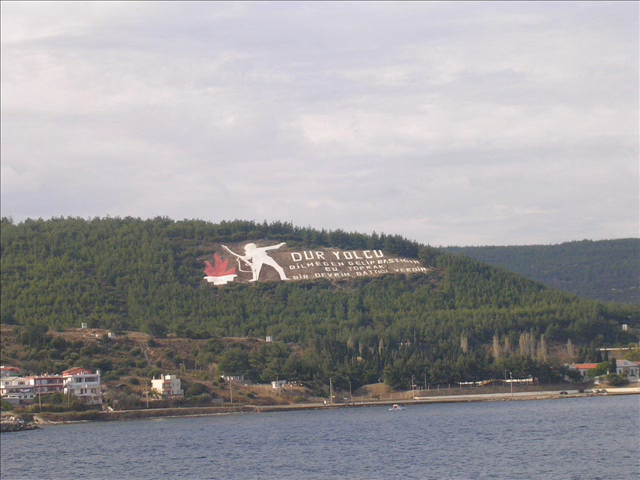 DUR YOLCU
BİLMEDEN GELİP BASTIĞIN
BU TOPRAK
BİR DEVRİN BATTIĞI YERDİR